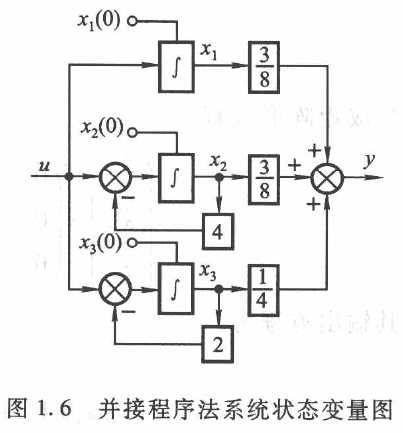 x₁(0)
x₁
∫
3/8
x₂(0)
x₂
u
∫
3/8
y
4
x₃(0)
x₃
∫
1/4
2
+
+
+
−
−
图 1.6 并接程序法系统状态变量图